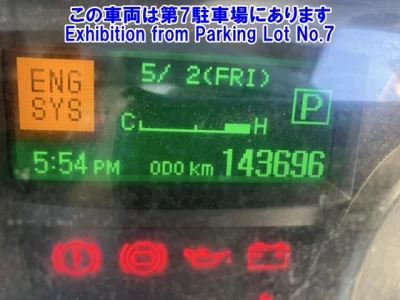 この車両は第7駐車場にあります
Exhibition from Parking Lot No.7
ENG
SYS
5/ 2(FRI)
P
C H
5:54 PM ODO km 143696